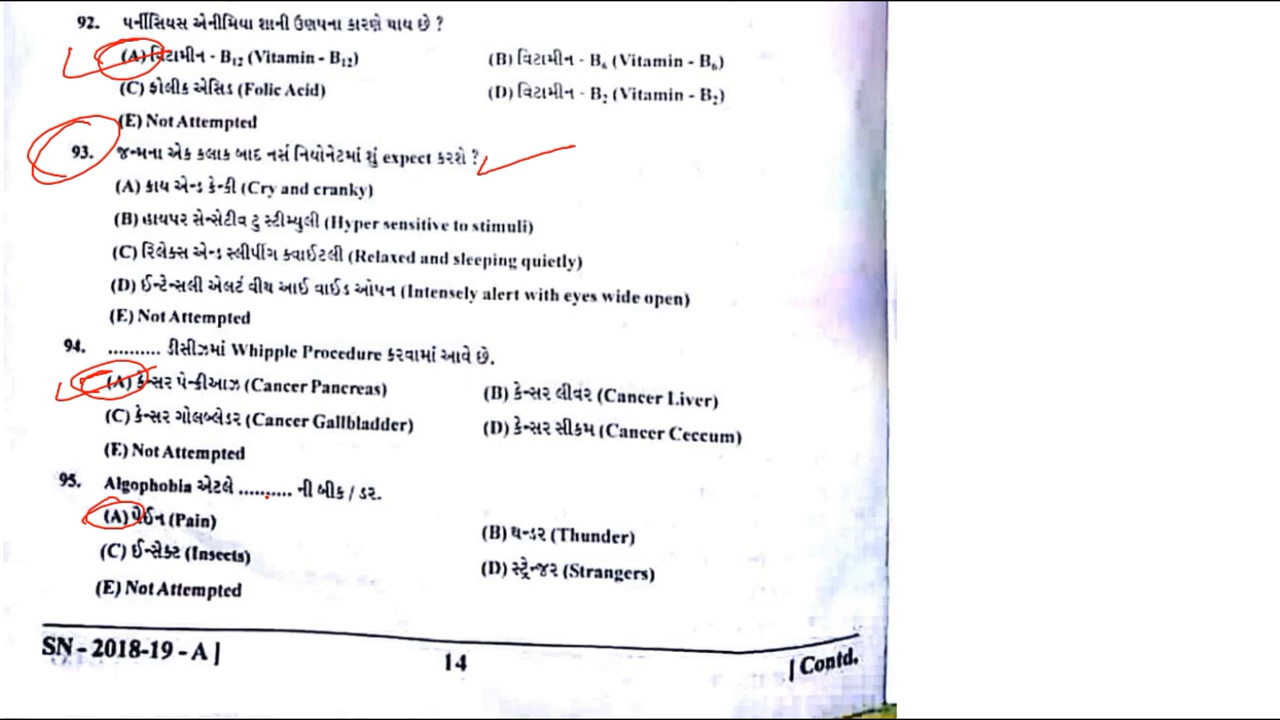 92. પર્નીસિયસ એનીમિયા શાની ઉણપના કારણે થાય છે ?
(A) વિટામીન - B12 (Vitamin - B12) (B) વિટામીન - B6 (Vitamin - B6)
(C) ફોલીક એસિડ (Folic Acid) (D) વિટામીન - B2 (Vitamin - B2)
(E) Not Attempted
93. જન્મના એક કલાક બાદ નર્સ નિયોનેટમાં શું expect કરશે ?
(A) ક્રાય એન્ડ ક્રેન્કી (Cry and cranky)
(B) હાયપર સેન્સેટીવ ટુ સ્ટીમ્યુલી (Hyper sensitive to stimuli)
(C) રિલેક્સ એન્ડ સ્લીપીંગ ક્વાઈટલી (Relaxed and sleeping quietly)
(D) ઈન્ટેન્સલી એલર્ટ વીથ આઈ વાઈડ ઓપન (Intensely alert with eyes wide open)
(E) Not Attempted
94. .......... ડીસીઝમાં Whipple Procedure કરવામાં આવે છે.
(A) કેન્સર પેન્ક્રીઆઝ (Cancer Pancreas) (B) કેન્સર લીવર (Cancer Liver)
(C) કેન્સર ગોલબ્લેડર (Cancer Gallbladder) (D) કેન્સર સીકમ (Cancer Ceccum)
(E) Not Attempted
95. Algophobia એટલે .......... ની બીક / ડર.
(A) પેઈન (Pain) (B) થન્ડર (Thunder)
(C) ઈન્સેક્ટ (Insects) (D) સ્ટ્રેન્જર (Strangers)
(E) Not Attempted
SN - 2018-19 - A | 14 | Contd.